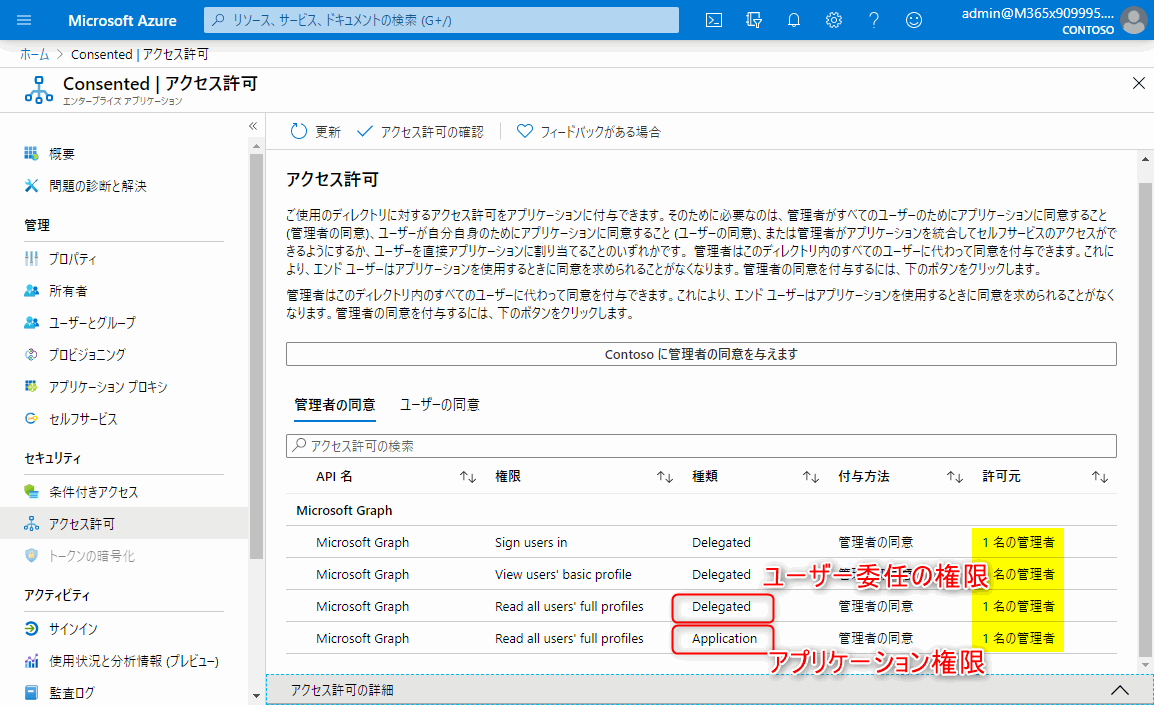 Microsoft Azure
リソース、サービス、ドキュメントの検索 (G+/)
admin@M365x909995....
CONTOSO
ホーム > Consented | アクセス許可
Consented | アクセス許可
エンタープライズ アプリケーション
概要
問題の診断と解決
管理
プロパティ
所有者
ユーザーとグループ
プロビジョニング
アプリケーション プロキシ
セルフサービス
セキュリティ
条件付きアクセス
アクセス許可
トークンの暗号化
アクティビティ
サインイン
使用状況と分析情報 (プレビュー)
監査ログ
更新 アクセス許可の確認 フィードバックがある場合
アクセス許可
ご使用のディレクトリに対するアクセス許可をアプリケーションに付与できます。そのために必要なのは、管理者がすべてのユーザーのためにアプリケーションに同意すること
(管理者の同意)、ユーザーが自分自身のためにアプリケーションに同意すること (ユーザーの同意)、または管理者がアプリケーションを統合してセルフサービスのアクセスがで
きるようにするか、ユーザーを直接アプリケーションに割り当てることのいずれかです。 管理者はこのディレクトリ内のすべてのユーザーに代わって同意を付与できます。これに
より、エンド ユーザーはアプリケーションを使用するときに同意を求められることがなくなります。管理者の同意を付与するには、下のボタンをクリックします。
管理者はこのディレクトリ内のすべてのユーザーに代わって同意を付与できます。これにより、エンド ユーザーはアプリケーションを使用するときに同意を求められることがなく
なります。管理者の同意を付与するには、下のボタンをクリックします。
Contoso に管理者の同意を与えます
管理者の同意 ユーザーの同意
アクセス許可の検索
API 名 権限 種類 付与方法 許可元
Microsoft Graph
Microsoft Graph Sign users in Delegated 管理者の同意 1 名の管理者
Microsoft Graph View users' basic profile Delegated 管理者の同意 名の管理者
ユーザー委任の権限
Microsoft Graph Read all users' full profiles Delegated 管理者の同意 1 名の管理者
Microsoft Graph Read all users' full profiles Application 管理者の同意 1 名の管理者
アプリケーション権限
アクセス許可の詳細